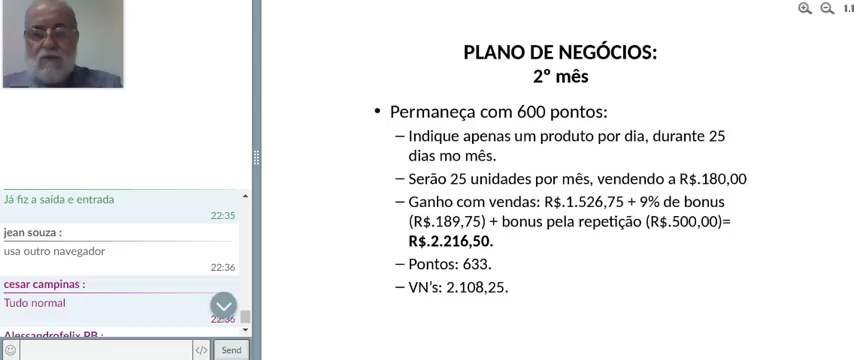 Já fiz a saída e entrada
22:35
jean souza :
usa outro navegador
22:36
cesar campinas :
Tudo normal
22:36
Alessandrofelix PB :
</>
Send
1.1
PLANO DE NEGÓCIOS:
2º mês
• Permaneça com 600 pontos:
– Indique apenas um produto por dia, durante 25
dias mo mês.
– Serão 25 unidades por mês, vendendo a R$.180,00
– Ganho com vendas: R$.1.526,75 + 9% de bonus
(R$.189,75) + bonus pela repetição (R$.500,00)=
R$.2.216,50.
– Pontos: 633.
– VN’s: 2.108,25.